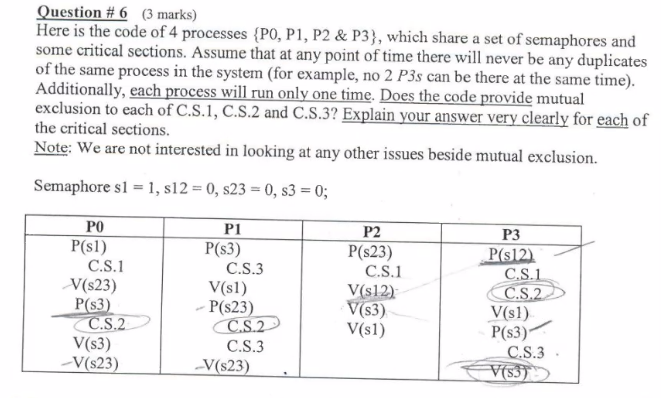 Question # 6 (3 marks)
Here is the code of 4 processes {P0, P1, P2 & P3}, which share a set of semaphores and
some critical sections. Assume that at any point of time there will never be any duplicates
of the same process in the system (for example, no 2 P3s can be there at the same time).
Additionally, each process will run only one time. Does the code provide mutual
exclusion to each of C.S.1, C.S.2 and C.S.3? Explain your answer very clearly for each of
the critical sections.
Note: We are not interested in looking at any other issues beside mutual exclusion.
Semaphore s1 = 1, s12 = 0, s23 = 0, s3 = 0;
P0 P1 P2 P3
P(s1) P(s3) P(s23) P(s12)
C.S.1 C.S.3 C.S.1 C.S.1
V(s23) V(s1) V(s12) C.S.2
P(s3) P(s23) V(s3) V(s1)
C.S.2 C.S.2 V(s1) P(s3)
V(s3) C.S.3 C.S.3
V(s23) V(s23) V(s3)